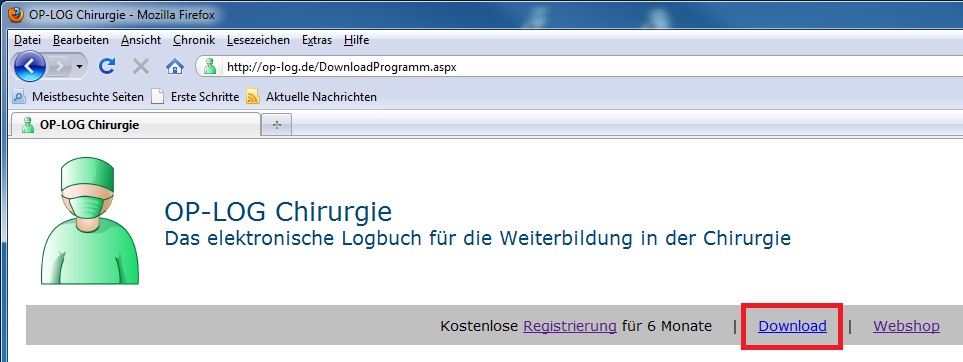 OP-LOG Chirurgie - Mozilla Firefox
Datei Bearbeiten Ansicht Chronik Lesezeichen Extras Hilfe
http://op-log.de/DownloadProgramm.aspx
Meistbesuchte Seiten Erste Schritte Aktuelle Nachrichten
OP-LOG Chirurgie
OP-LOG Chirurgie
Das elektronische Logbuch für die Weiterbildung in der Chirurgie
Kostenlose Registrierung für 6 Monate | Download | Webshop